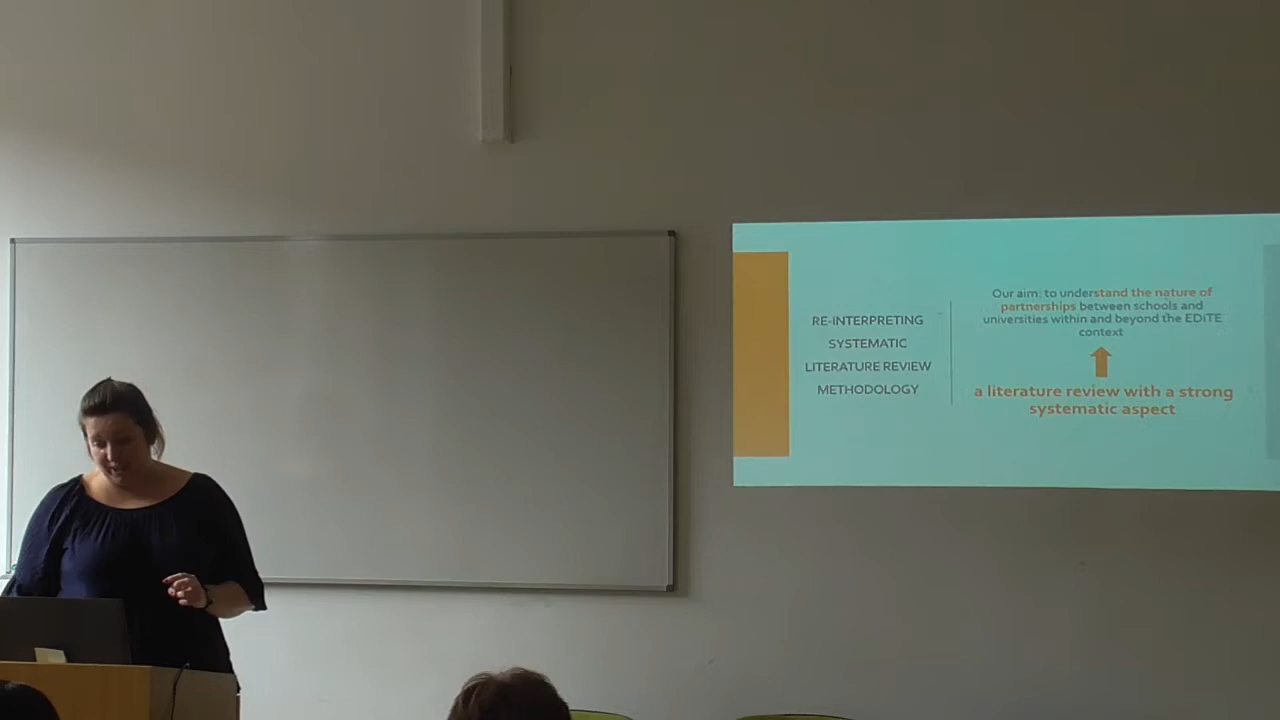 RE-INTERPRETING
SYSTEMATIC
LITERATURE REVIEW
METHODOLOGY
Our aim: to understand the nature of
partnerships between schools and
universities within and beyond the EDiTE
context
a literature review with a strong
systematic aspect